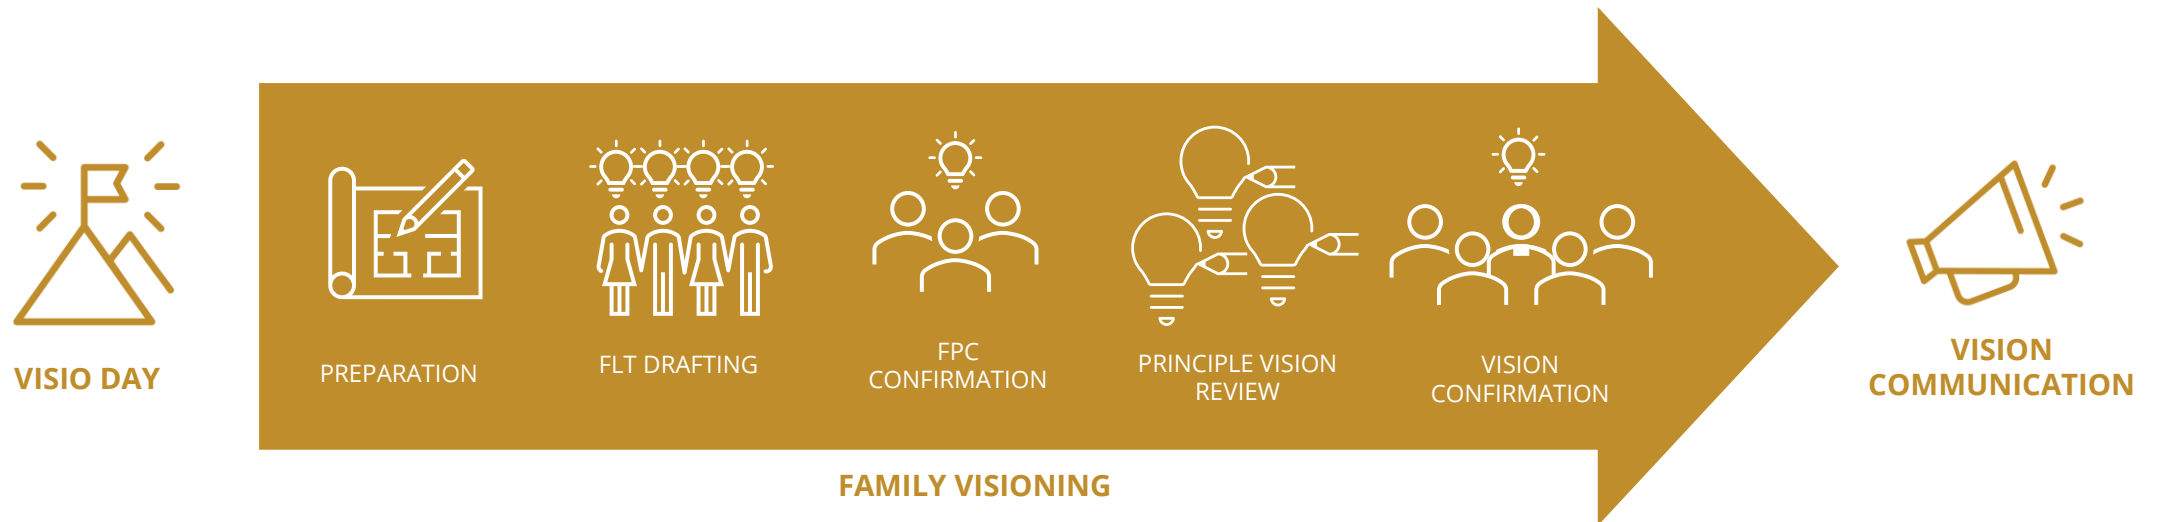 VISIO DAY
PREPARATION
FLT DRAFTING
FPC
CONFIRMATION
PRINCIPLE VISION
REVIEW
VISION
CONFIRMATION
VISION
COMMUNICATION
FAMILY VISIONING